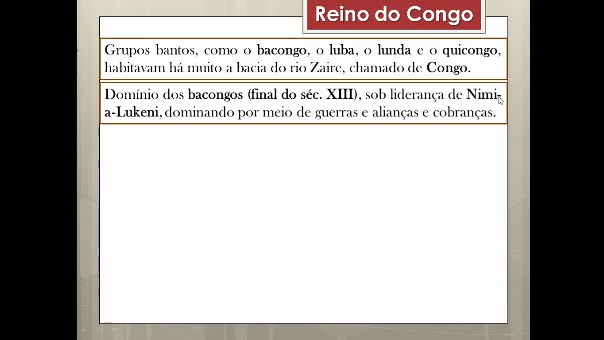 Reino do Congo
Grupos bantos, como o bacongo, o luba, o lunda e o quicongo,
habitavam há muito a bacia do rio Zaire, chamado de Congo.
Domínio dos bacongos (final do séc. XIII), sob liderança de Nimi-
a-Lukeni, dominando por meio de guerras e alianças e cobranças.